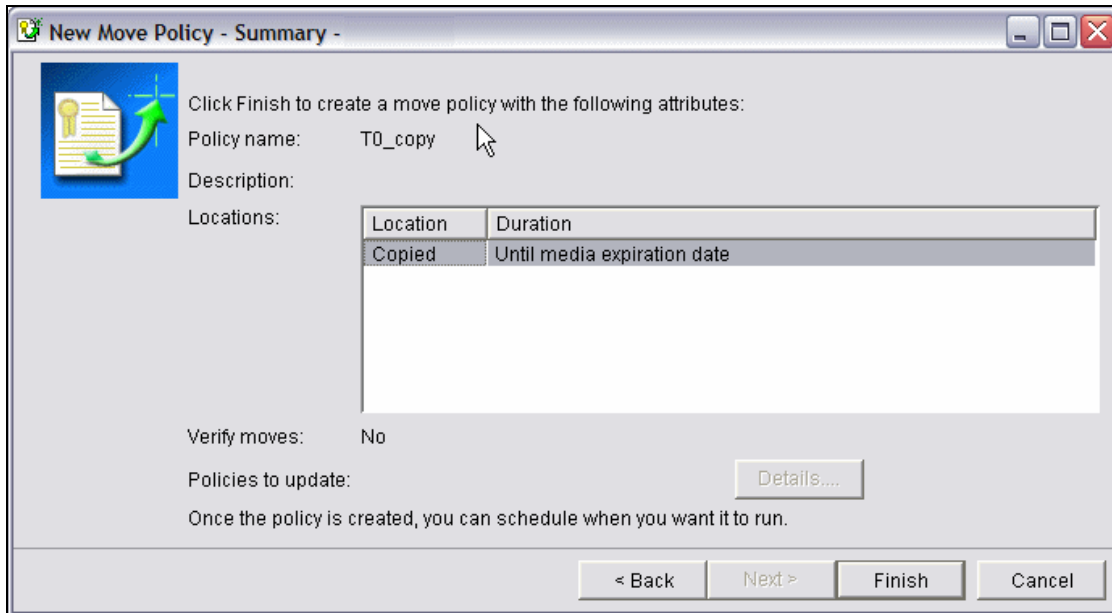 New Move Policy - Summary -
Click Finish to create a move policy with the following attributes:
Policy name: T0_copy
Description:
Locations:
Location Duration
Copied Until media expiration date
Verify moves: No
Policies to update: Details....
Once the policy is created, you can schedule when you want it to run.
< Back Next > Finish Cancel